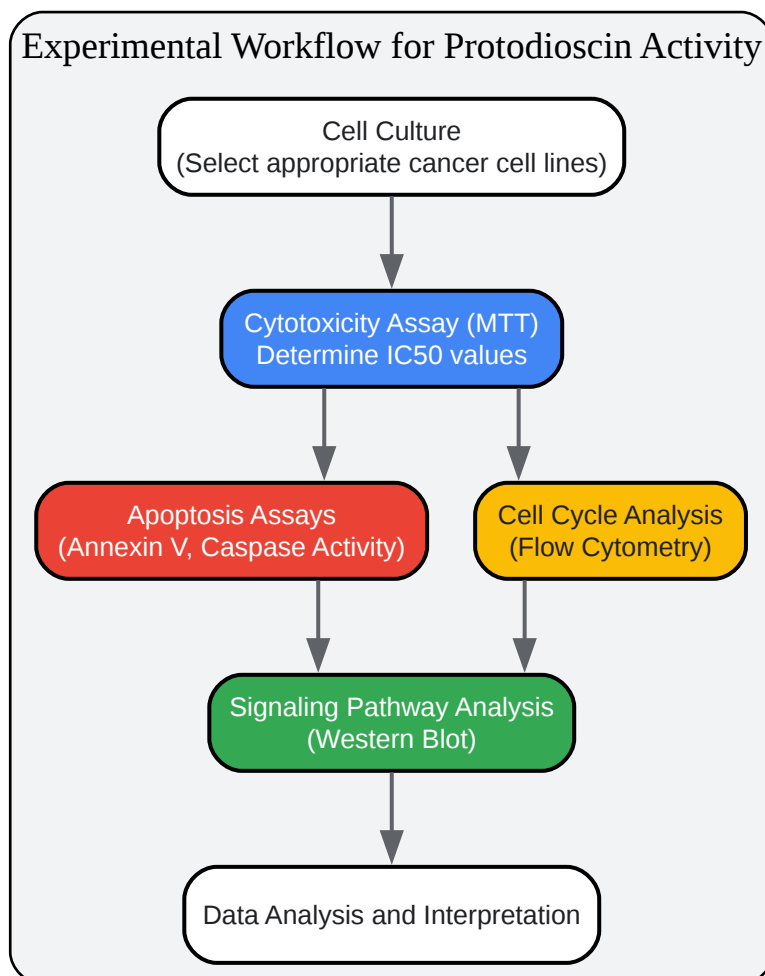 Experimental Workflow for Protodioscin Activity
Cell Culture
(Select appropriate cancer cell lines)
Cytotoxicity Assay (MTT)
Determine IC50 values
Apoptosis Assays
(Annexin V, Caspase Activity)
Cell Cycle Analysis
(Flow Cytometry)
Signaling Pathway Analysis
(Western Blot)
Data Analysis and Interpretation